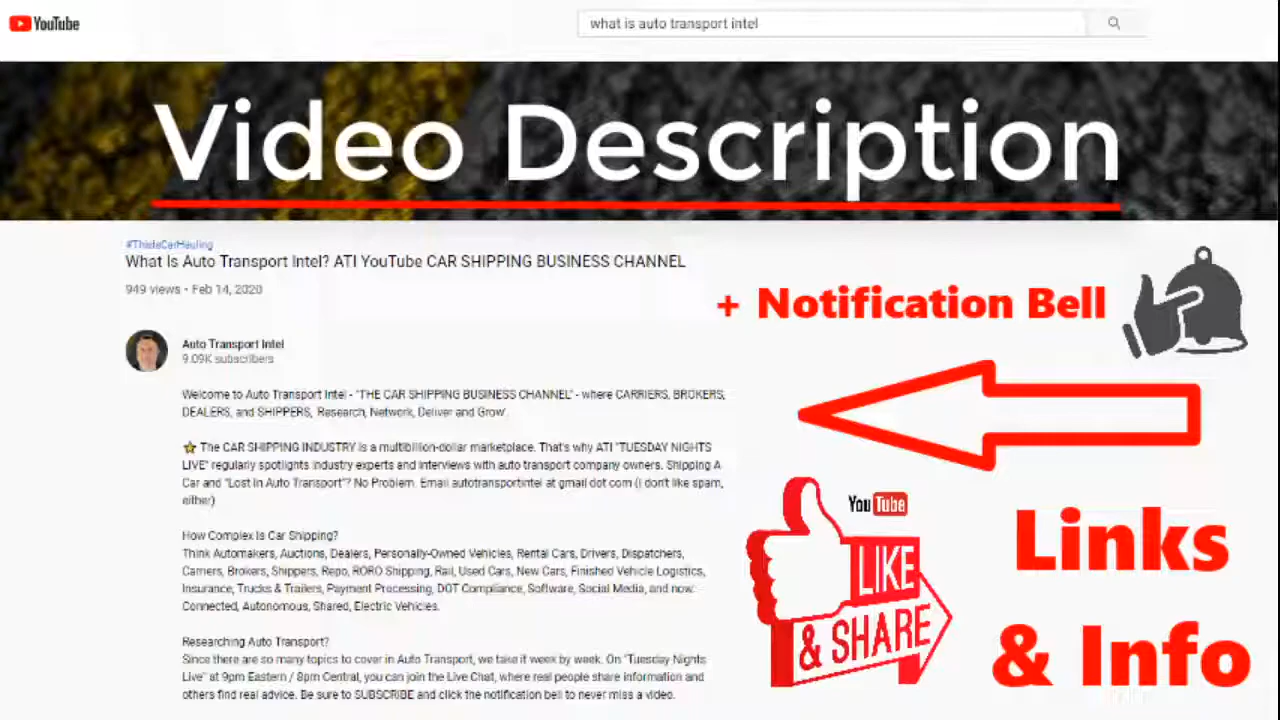 YouTube
what is auto transport intel
Video Description
#ThisIsCarHauling
What Is Auto Transport Intel? ATI YouTube CAR SHIPPING BUSINESS CHANNEL
949 views • Feb 14, 2020
+ Notification Bell
Auto Transport Intel
9.09K subscribers
Welcome to Auto Transport Intel - "THE CAR SHIPPING BUSINESS CHANNEL" - where CARRIERS, BROKERS,
DEALERS, and SHIPPERS, Research, Network, Deliver and Grow.
⭐ The CAR SHIPPING INDUSTRY is a multibillion-dollar marketplace. That's why ATI "TUESDAY NIGHTS
LIVE" regularly spotlights industry experts and interviews with auto transport company owners. Shipping A
Car and "Lost in Auto Transport"? No Problem. Email autotransportintel at gmail dot com (i don't like spam,
either)
How Complex Is Car Shipping?
Think Automakers, Auctions, Dealers, Personally-Owned Vehicles, Rental Cars, Drivers, Dispatchers,
Carriers, Brokers, Shippers, Repo, RORO Shipping, Rail, Used Cars, New Cars, Finished Vehicle Logistics,
Insurance, Trucks & Trailers, Payment Processing, DOT Compliance, Software, Social Media, and now:
Connected, Autonomous, Shared, Electric Vehicles.
Researching Auto Transport?
Since there are so many topics to cover in Auto Transport, we take it week by week. On "Tuesday Nights
Live" at 9pm Eastern / 8pm Central, you can join the Live Chat, where real people share information and
others find real advice. Be sure to SUBSCRIBE and click the notification bell to never miss a video.
YouTube
LIKE
& SHARE
Links
& Info